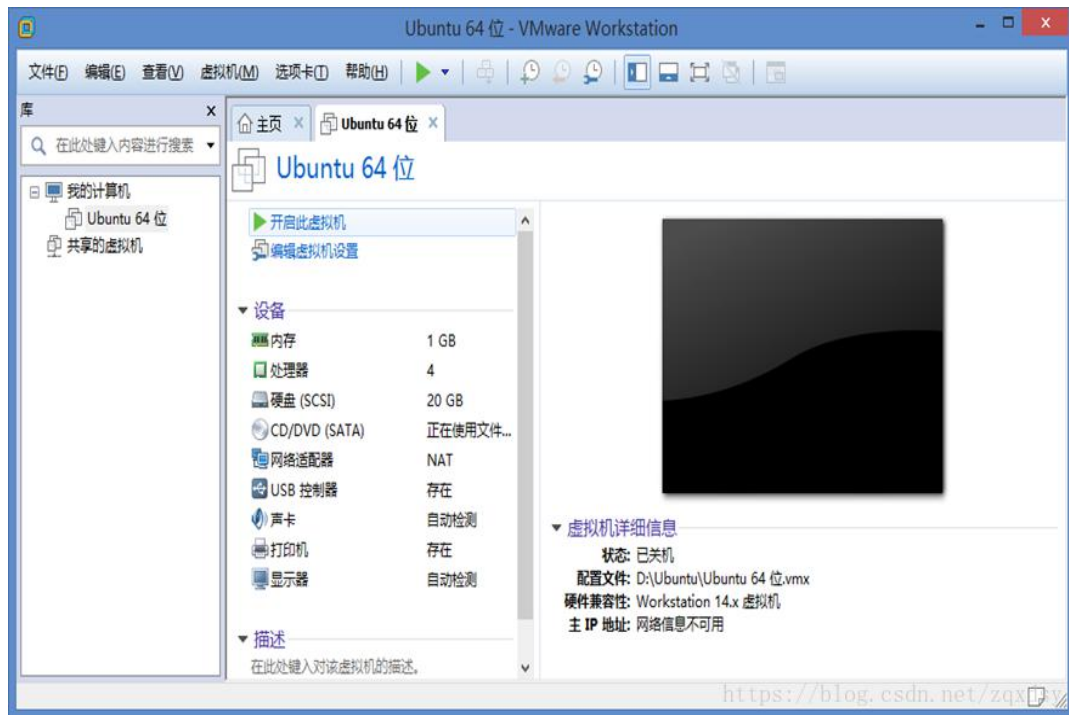 Ubuntu 64 位 - VMware Workstation
文件(F) 编辑(E) 查看(V) 虚拟机(M) 选项卡(T) 帮助(H)
库
在此处键入内容进行搜索
我的计算机
Ubuntu 64 位
共享的虚拟机
主页
Ubuntu 64 位
Ubuntu 64 位
开启此虚拟机
编辑虚拟机设置
设备
内存 1 GB
处理器 4
硬盘 (SCSI) 20 GB
CD/DVD (SATA) 正在使用文件...
网络适配器 NAT
USB 控制器 存在
声卡 自动检测
打印机 存在
显示器 自动检测
描述
在此处键入对该虚拟机的描述。
虚拟机详细信息
状态: 已关机
配置文件: D:\Ubuntu\Ubuntu 64 位.vmx
硬件兼容性: Workstation 14.x 虚拟机
主 IP 地址: 网络信息不可用